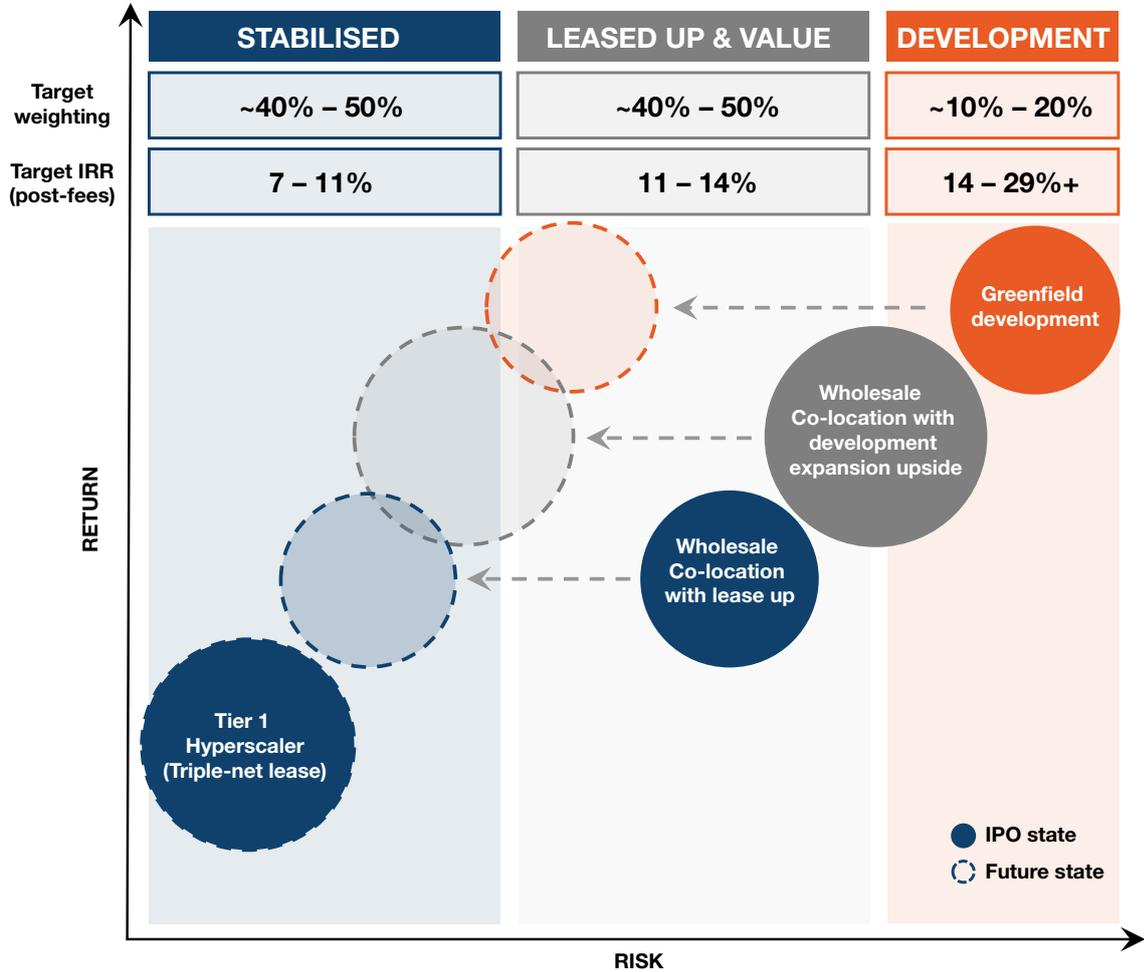 STABILISED
LEASED UP & VALUE
DEVELOPMENT
Target
weighting
~40% – 50%
~40% – 50%
~10% – 20%
Target IRR
(post-fees)
7 – 11%
11 – 14%
14 – 29%+
Greenfield
development
Wholesale
Co-location with
development
expansion upside
Wholesale
Co-location
with lease up
Tier 1
Hyperscaler
(Triple-net lease)
RETURN
IPO state
Future state
RISK